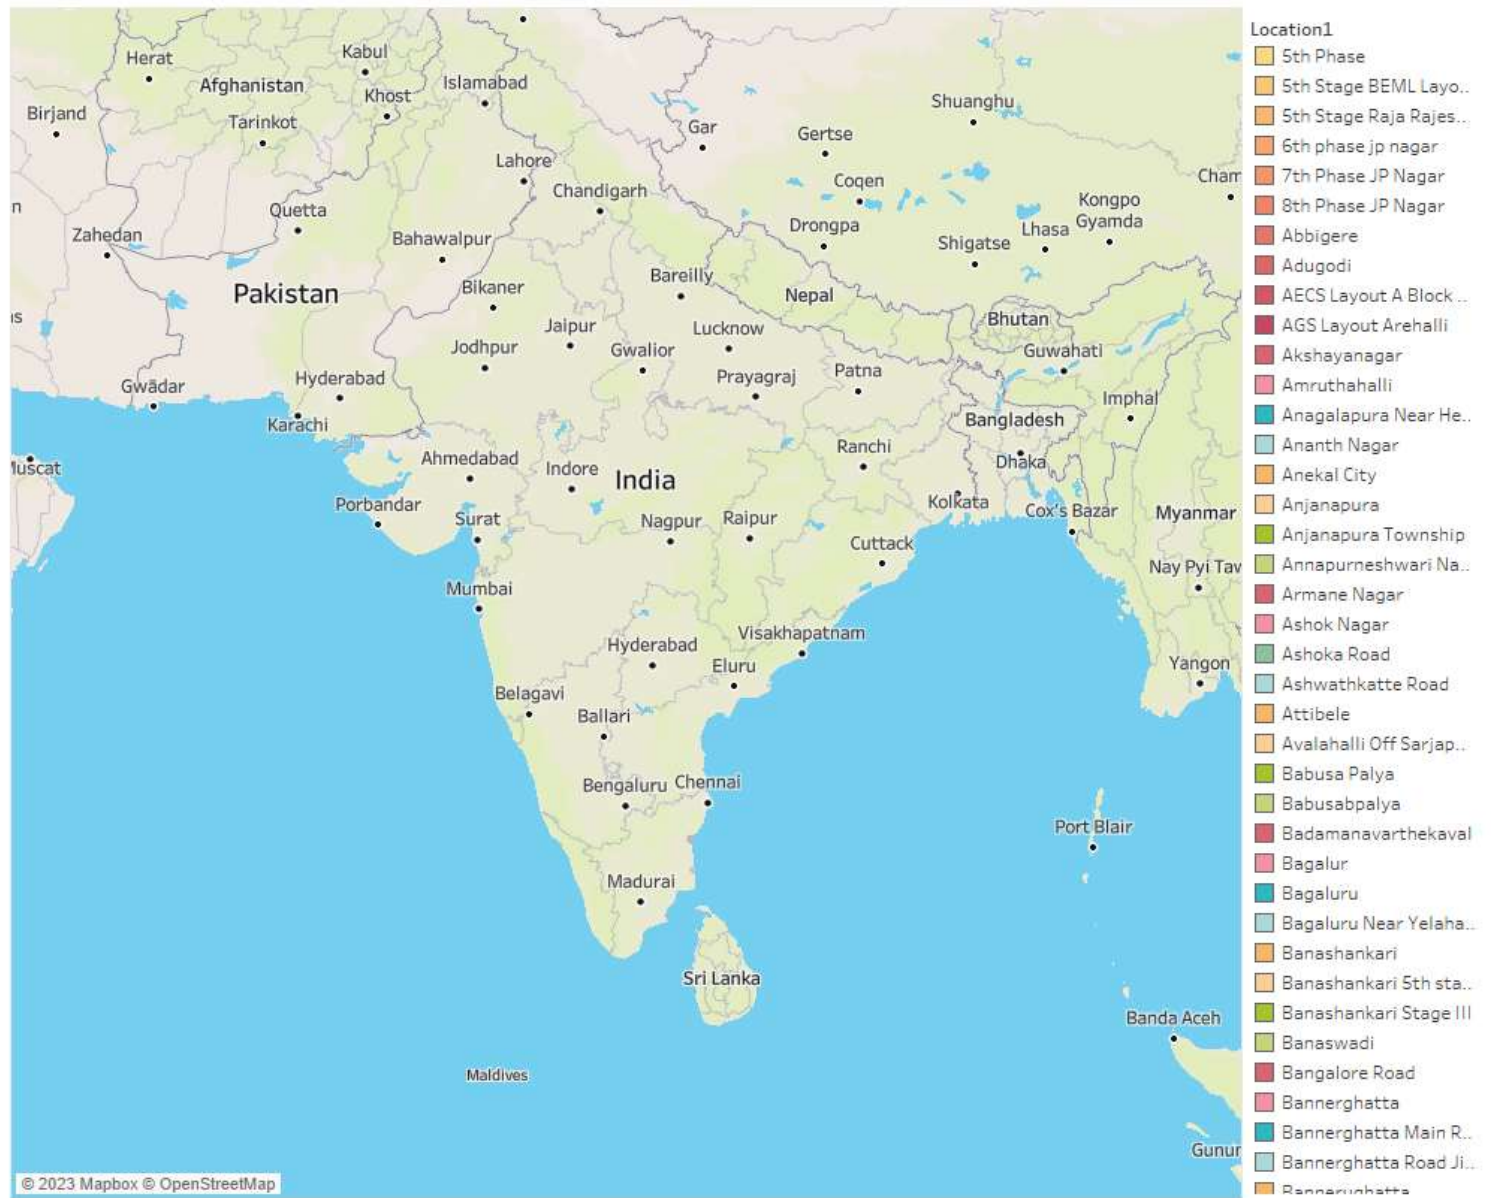 Herat
Kabul
Afghanistan
Islamabad
Khost
Birjand
Tarinkot
Shuanghu
Gar
Gertse
Lahore
Chandigarh
Coqen
Cham
n
Quetta
Kongpo
Gyamda
Zahedan
Bahawalpur
Drongpa
Lhasa
Shigatse
Bareilly
Pakistan
Bikaner
Nepal
is
Jaipur
Lucknow
Bhutan
Jodhpur
Gwalior
Guwahati
Gwādar
Hyderabad
Prayagraj
Patna
Imphal
Karachi
Bangladesh
Ranchi
Muscat
Ahmedabad
Indore
India
Dhaka
Porbandar
Surat
Nagpur
Raipur
Kolkata
Cox's Bazar
Myanmar
Cuttack
Nay Pyi Taw
Mumbai
Hyderabad
Visakhapatnam
Eluru
Yangon
Belagavi
Ballari
Bengaluru
Chennai
Port Blair
Madurai
Sri Lanka
Banda Aceh
Maldives
Gunun
© 2023 Mapbox © OpenStreetMap
Location1
5th Phase
5th Stage BEML Layo..
5th Stage Raja Rajes..
6th phase jp nagar
7th Phase JP Nagar
8th Phase JP Nagar
Abbigere
Adugodi
AECS Layout A Block ..
AGS Layout Arehalli
Akshayanagar
Amruthahalli
Anagalapura Near He..
Ananth Nagar
Anekal City
Anjanapura
Anjanapura Township
Annapurneshwari Na..
Armane Nagar
Ashok Nagar
Ashoka Road
Ashwathkatte Road
Attibele
Avalahalli Off Sarjap..
Babusa Palya
Babusabpalya
Badamanavarthekaval
Bagalur
Bagaluru
Bagaluru Near Yelaha..
Banashankari
Banashankari 5th sta..
Banashankari Stage III
Banaswadi
Bangalore Road
Bannerghatta
Bannerghatta Main R..
Bannerghatta Road Ji..
Bannerughatta